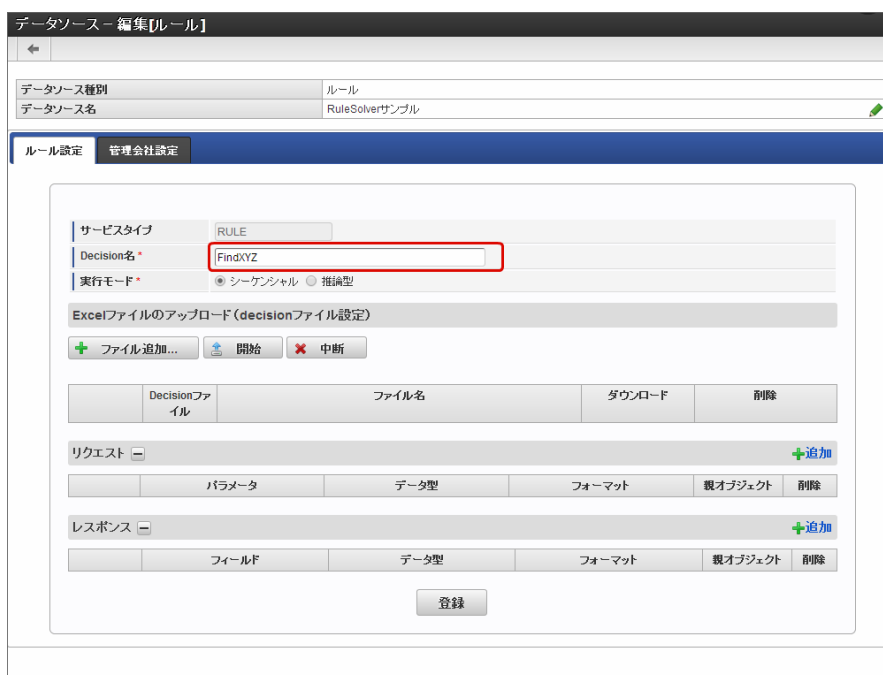 データソース – 編集[ルール]
データソース種別 ルール
データソース名 RuleSolverサンプル
ルール設定 管理会社設定
サービスタイプ RULE
Decision名* FindXYZ
実行モード* シーケンシャル 推論型
Excelファイルのアップロード(decisionファイル設定)
ファイル追加... 開始 中断
Decisionファイル ファイル名 ダウンロード 削除
リクエスト 追加
パラメータ データ型 フォーマット 親オブジェクト 削除
レスポンス 追加
フィールド データ型 フォーマット 親オブジェクト 削除
登録